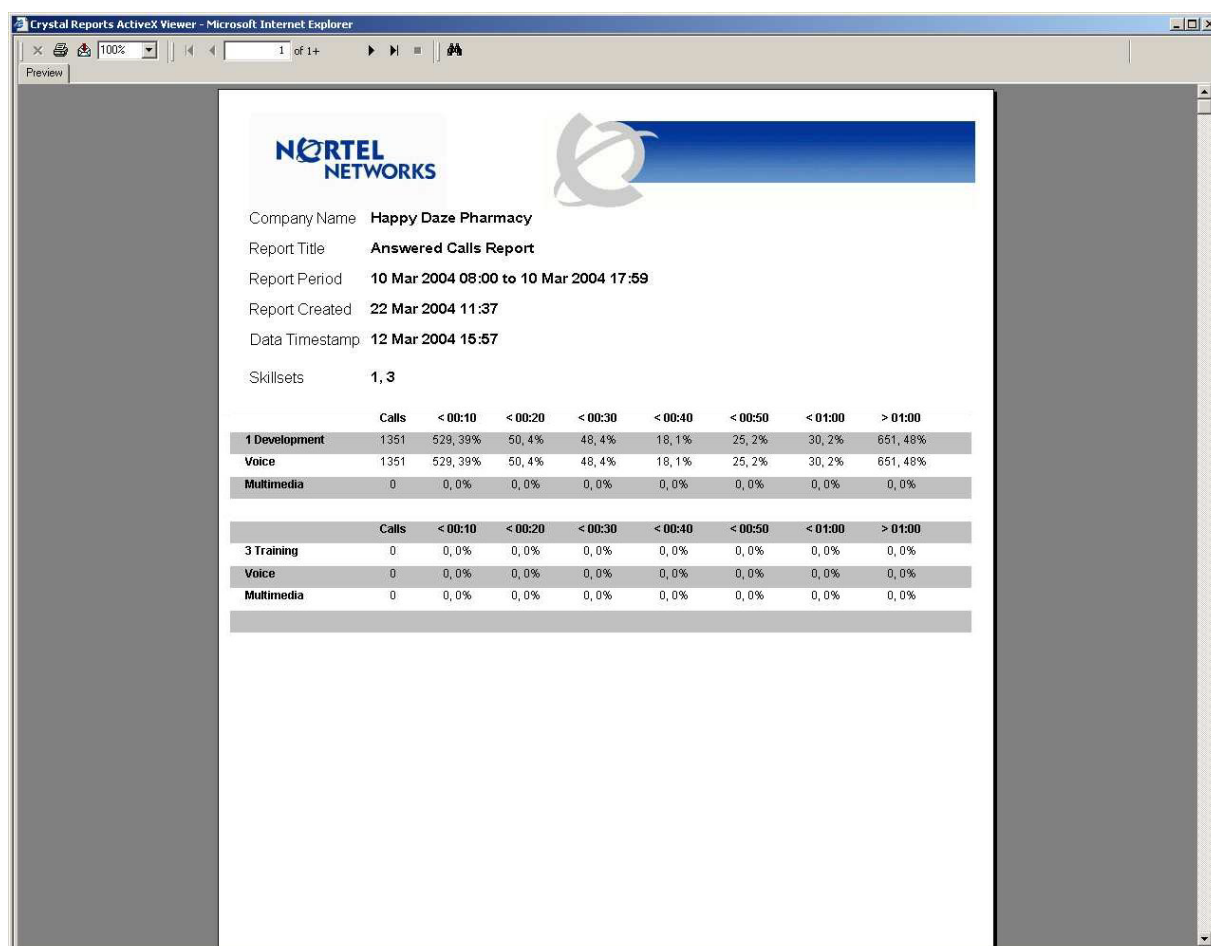 Crystal Reports ActiveX Viewer - Microsoft Internet Explorer
100% 1 of 1+
Preview
NORTEL
NETWORKS
Company Name Happy Daze Pharmacy
Report Title Answered Calls Report
Report Period 10 Mar 2004 08:00 to 10 Mar 2004 17:59
Report Created 22 Mar 2004 11:37
Data Timestamp 12 Mar 2004 15:57
Skillsets 1, 3
Calls < 00:10 < 00:20 < 00:30 < 00:40 < 00:50 < 01:00 > 01:00
1 Development 1351 529, 39% 50, 4% 48, 4% 18, 1% 25, 2% 30, 2% 651, 48%
Voice 1351 529, 39% 50, 4% 48, 4% 18, 1% 25, 2% 30, 2% 651, 48%
Multimedia 0 0, 0% 0, 0% 0, 0% 0, 0% 0, 0% 0, 0% 0, 0%
Calls < 00:10 < 00:20 < 00:30 < 00:40 < 00:50 < 01:00 > 01:00
3 Training 0 0, 0% 0, 0% 0, 0% 0, 0% 0, 0% 0, 0% 0, 0%
Voice 0 0, 0% 0, 0% 0, 0% 0, 0% 0, 0% 0, 0% 0, 0%
Multimedia 0 0, 0% 0, 0% 0, 0% 0, 0% 0, 0% 0, 0% 0, 0%